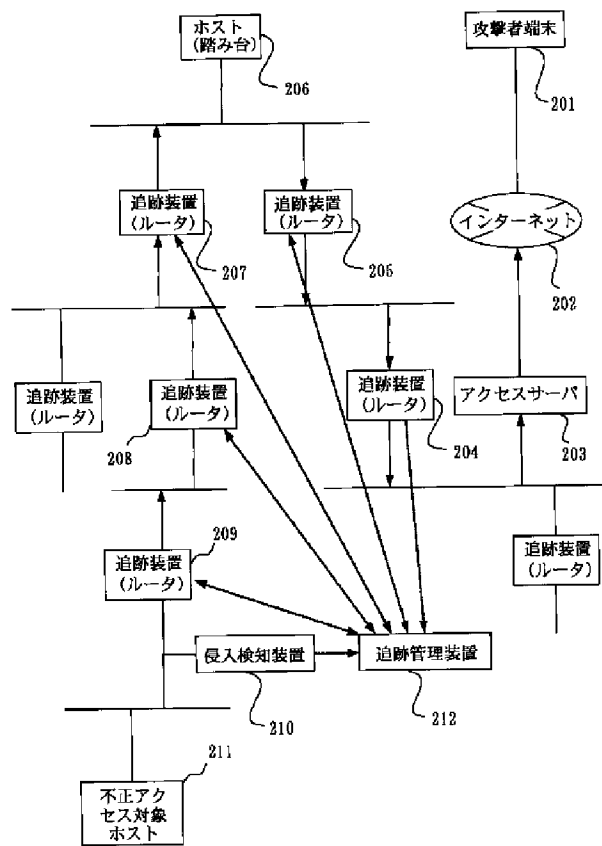 ホスト
(踏み台)
206
攻撃者端末
201
追跡装置
(ルータ)
207
追跡装置
(ルータ)
205
インターネット
202
追跡装置
(ルータ)
追跡装置
(ルータ)
208
追跡装置
(ルータ)
204
アクセスサーバ
203
追跡装置
(ルータ)
209
追跡装置
(ルータ)
侵入検知装置
210
追跡管理装置
212
211
不正アク
セス対象
ホスト